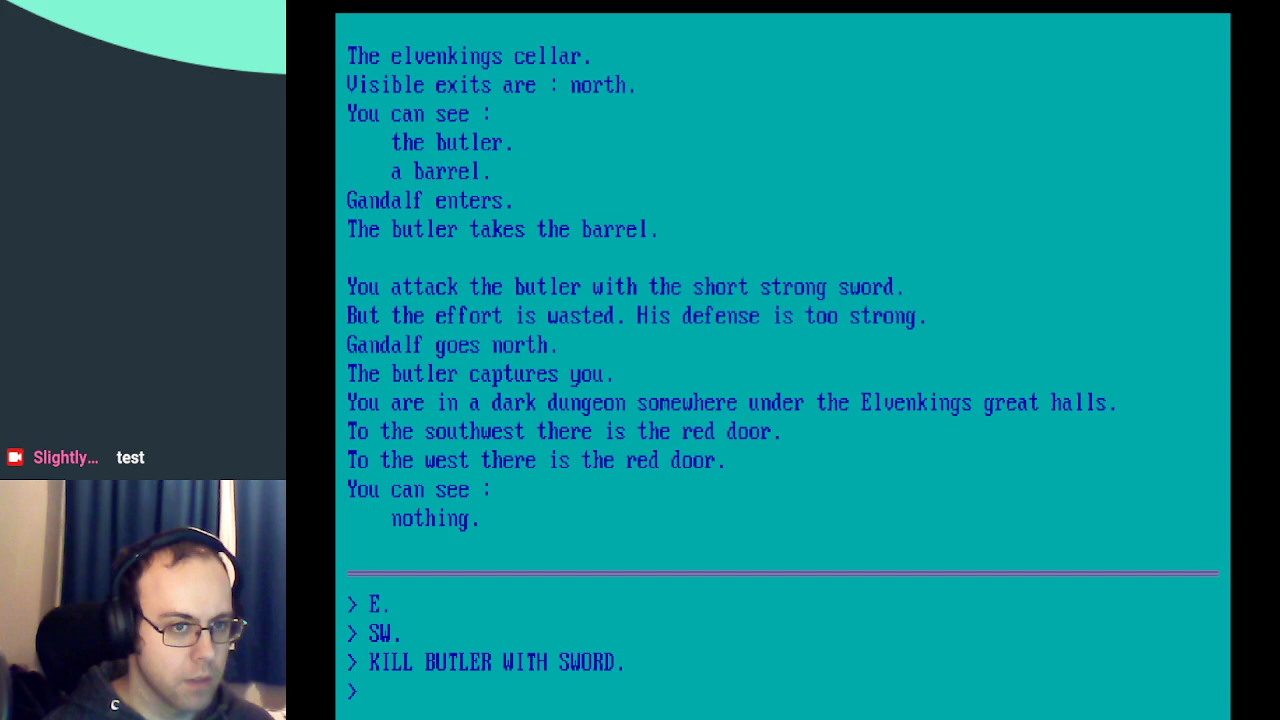 The elvenkings cellar.
Visible exits are : north.
You can see :
the butler.
a barrel.
Gandalf enters.
The butler takes the barrel.
You attack the butler with the short strong sword.
But the effort is wasted. His defense is too strong.
Gandalf goes north.
The butler captures you.
You are in a dark dungeon somewhere under the Elvenkings great halls.
To the southwest there is the red door.
To the west there is the red door.
You can see :
nothing.
> E.
> SW.
> KILL BUTLER WITH SWORD.
>
Slightly... test